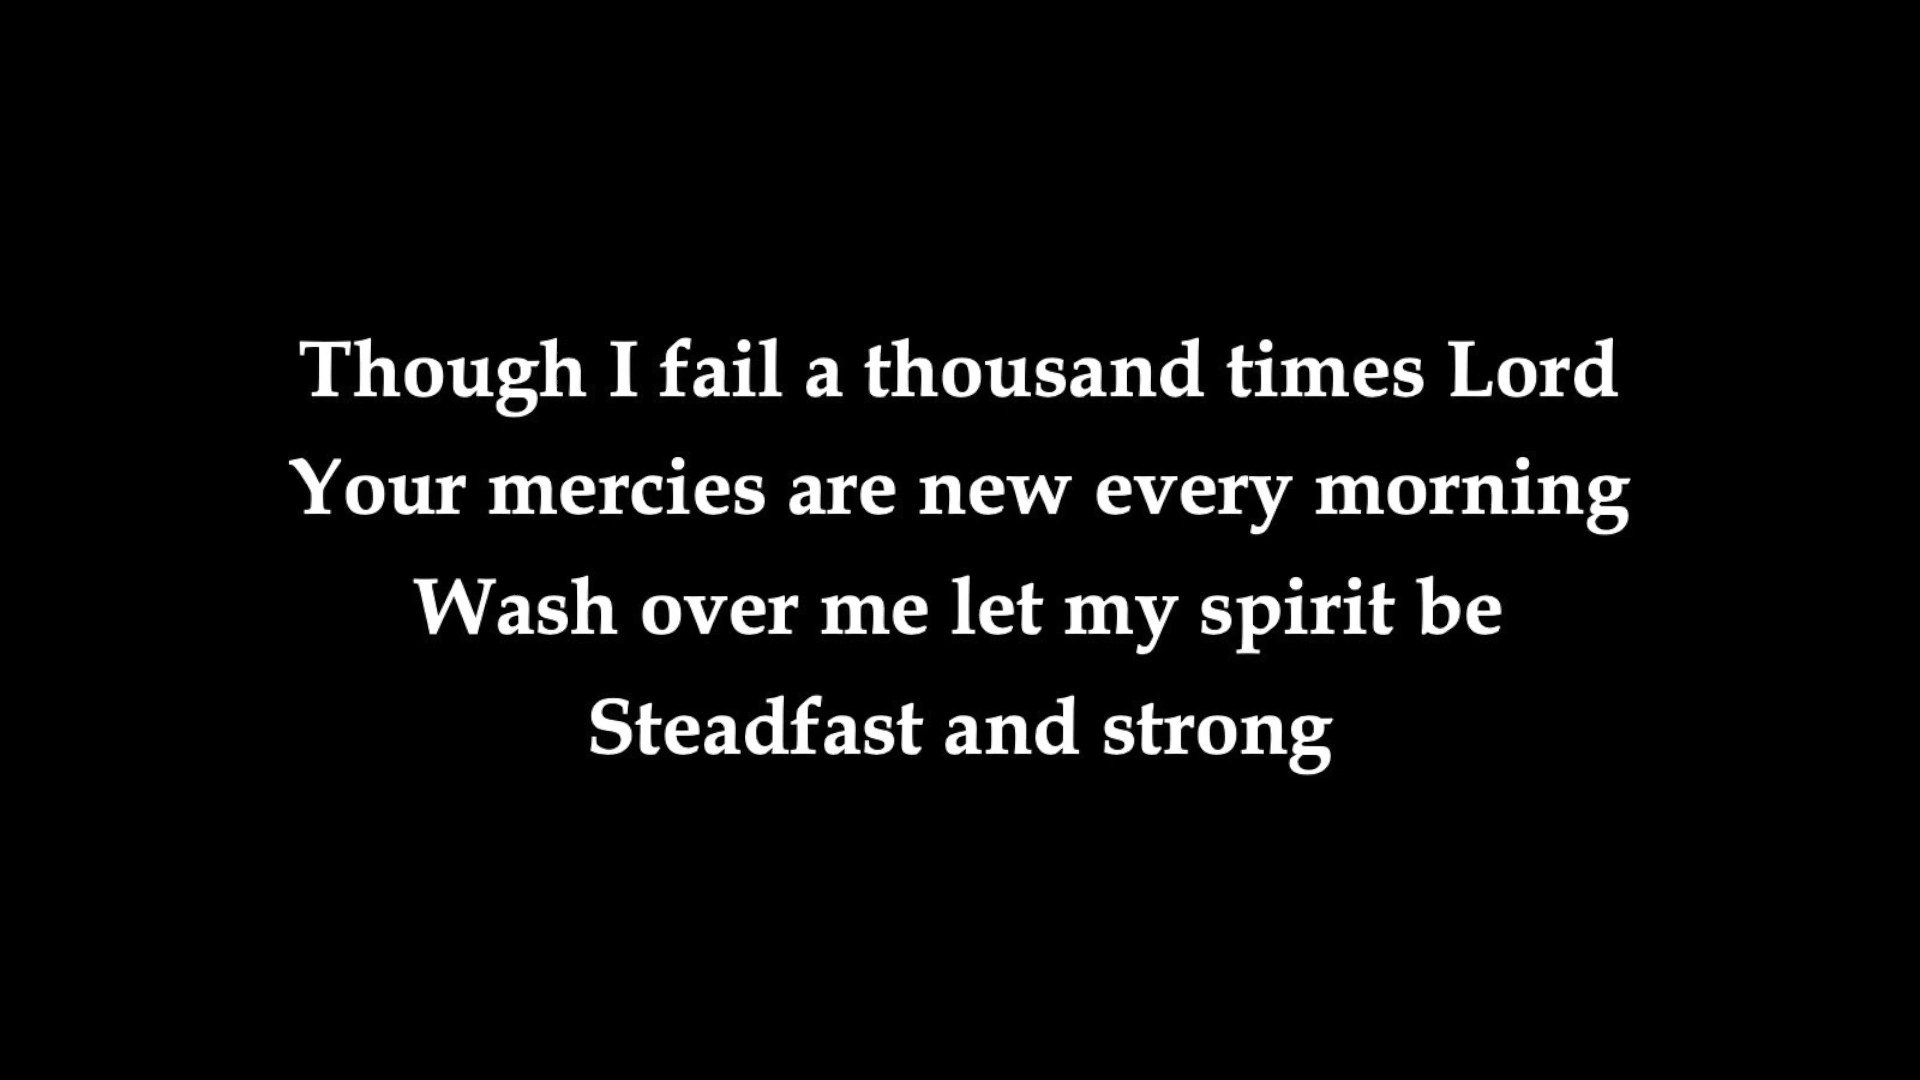 Though I fail a thousand times Lord
Your mercies are new every morning
Wash over me let my spirit be
Steadfast and strong